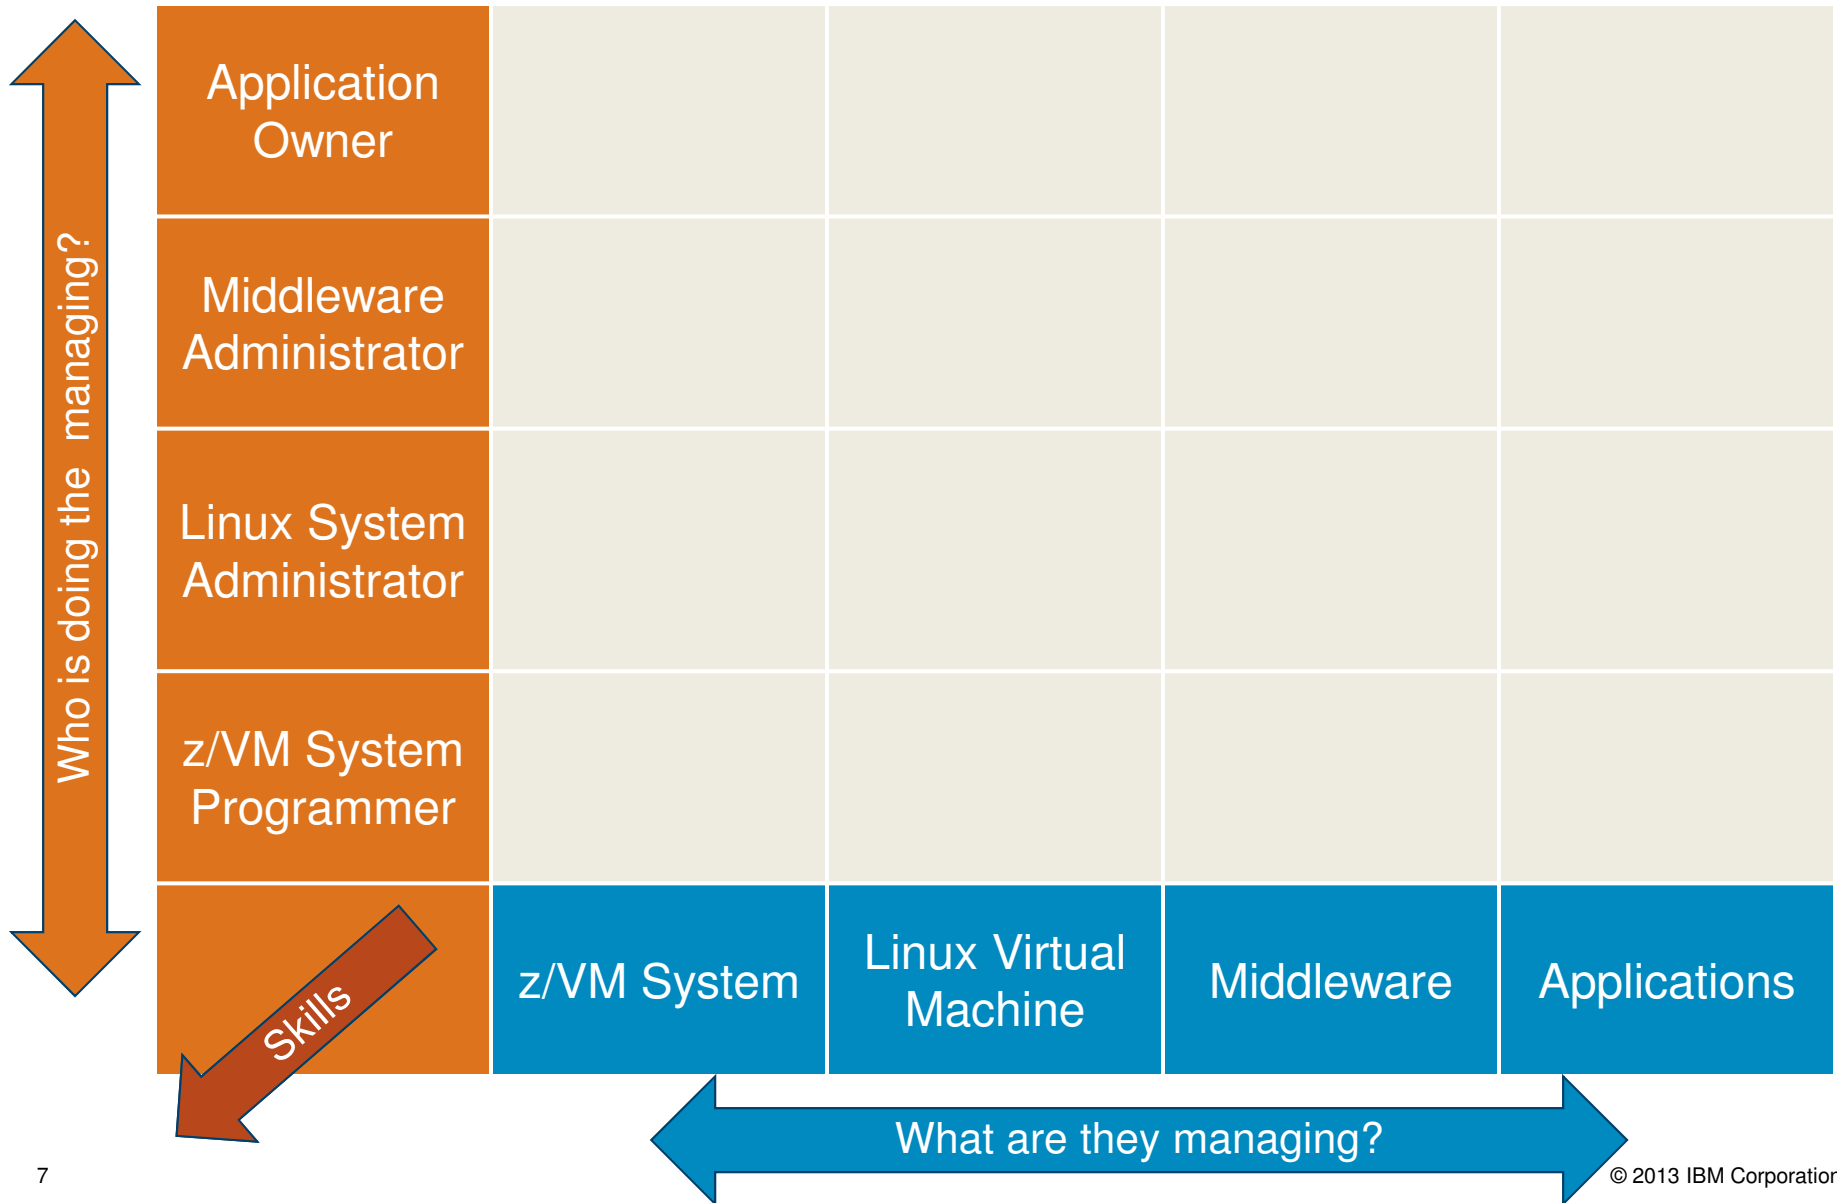 Who is doing the managing?
Application
Owner
Middleware
Administrator
Linux System
Administrator
z/VM System
Programmer
Skills
z/VM System
Linux Virtual
Machine
Middleware
Applications
What are they managing?
7
© 2013 IBM Corporation